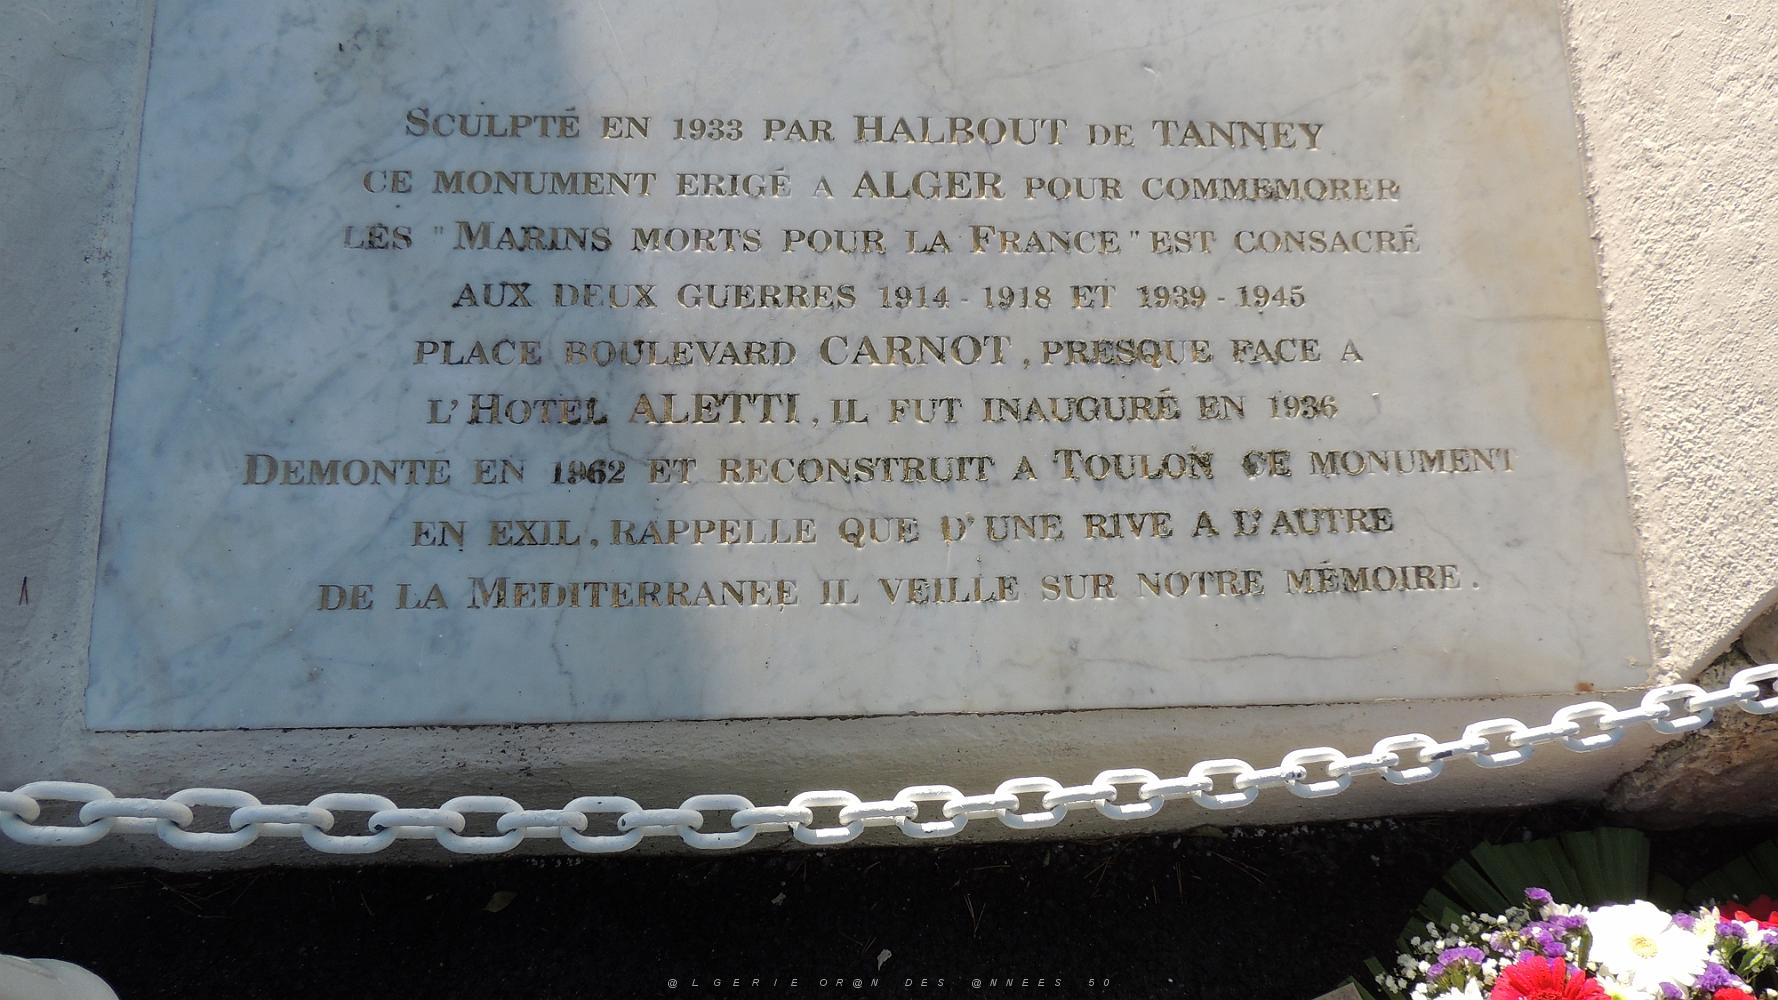 SCULPTÉ EN 1933 PAR HALBOUT DE TANNEY
CE MONUMENT ERIGÉ A ALGER POUR COMMEMORER
LES "MARINS MORTS POUR LA FRANCE" EST CONSACRÉ
AUX DEUX GUERRES 1914 - 1918 ET 1939 - 1945
PLACE BOULEVARD CARNOT, PRESQUE FACE A
L'HOTEL ALETTI, IL FUT INAUGURÉ EN 1936
DEMONTÉ EN 1962 ET RECONSTRUIT A TOULON CE MONUMENT
EN EXIL, RAPPELLE QUE D'UNE RIVE A L'AUTRE
DE LA MEDITERRANEE IL VEILLE SUR NOTRE MÉMOIRE.
@LGERIE OR@N DES @NNEES 50